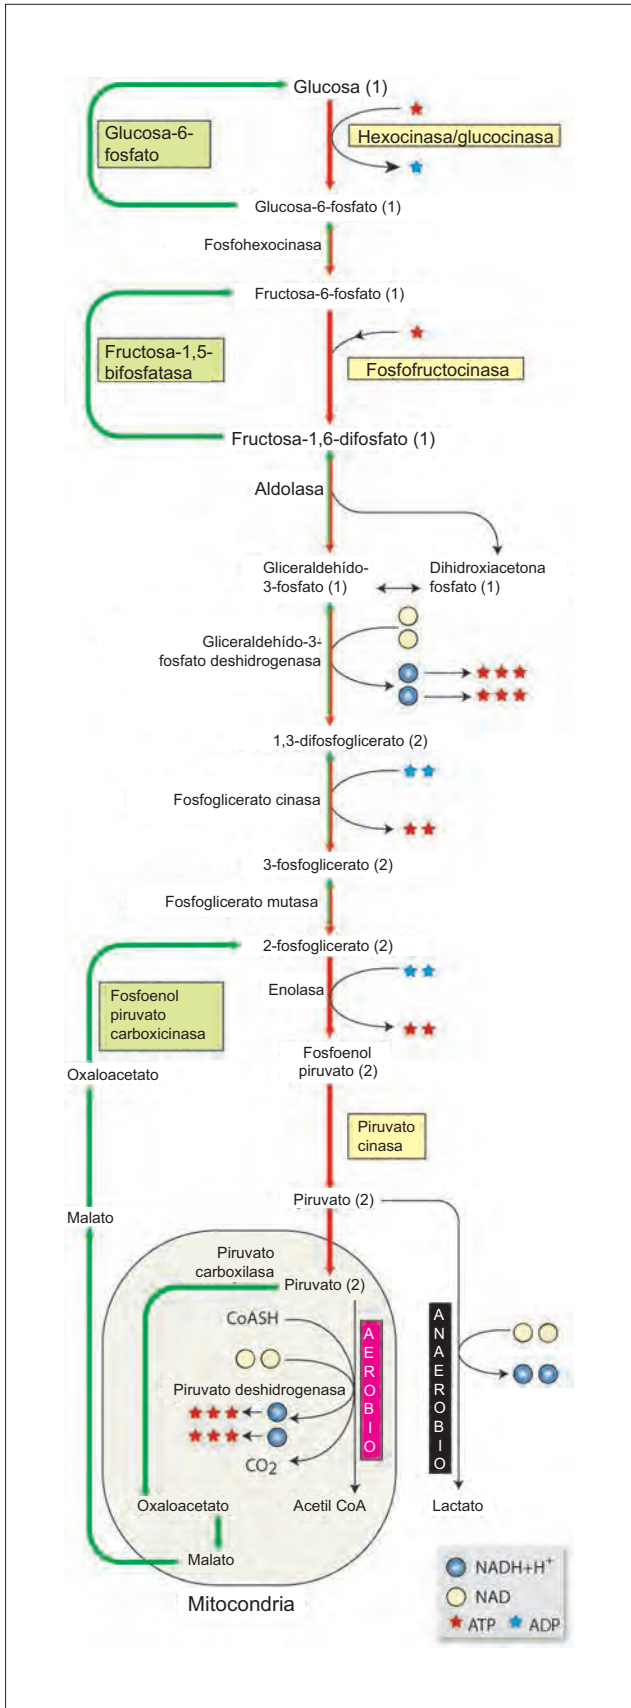 Glucosa (1)
Glucosa-6-
fosfato
Hexocinasa/glucocinasa
Glucosa-6-fosfato (1)
Fosfohexocinasa
Fructosa-6-fosfato (1)
Fructosa-1,5-
bifosfatasa
Fosfofructocinasa
Fructosa-1,6-difosfato (1)
Aldolasa
Gliceraldehído-
3-fosfato (1)
Dihidroxiacetona
fosfato (1)
Gliceraldehído-3-
fosfato deshidrogenasa
1,3-difosfoglicerato (2)
Fosfoglicerato cinasa
3-fosfoglicerato (2)
Fosfoglicerato mutasa
2-fosfoglicerato (2)
Fosfoenol
piruvato
carboxicinasa
Enolasa
Fosfoenol
piruvato (2)
Oxaloacetato
Piruvato
cinasa
Piruvato (2)
Malato
Piruvato
carboxilasa
Piruvato (2)
CoASH
AEROBIO
ANAEROBIO
Piruvato deshidrogenasa
CO2
Oxaloacetato
Acetil CoA
Lactato
Malato
Mitocondria
NADH+H+
NAD
ATP
ADP